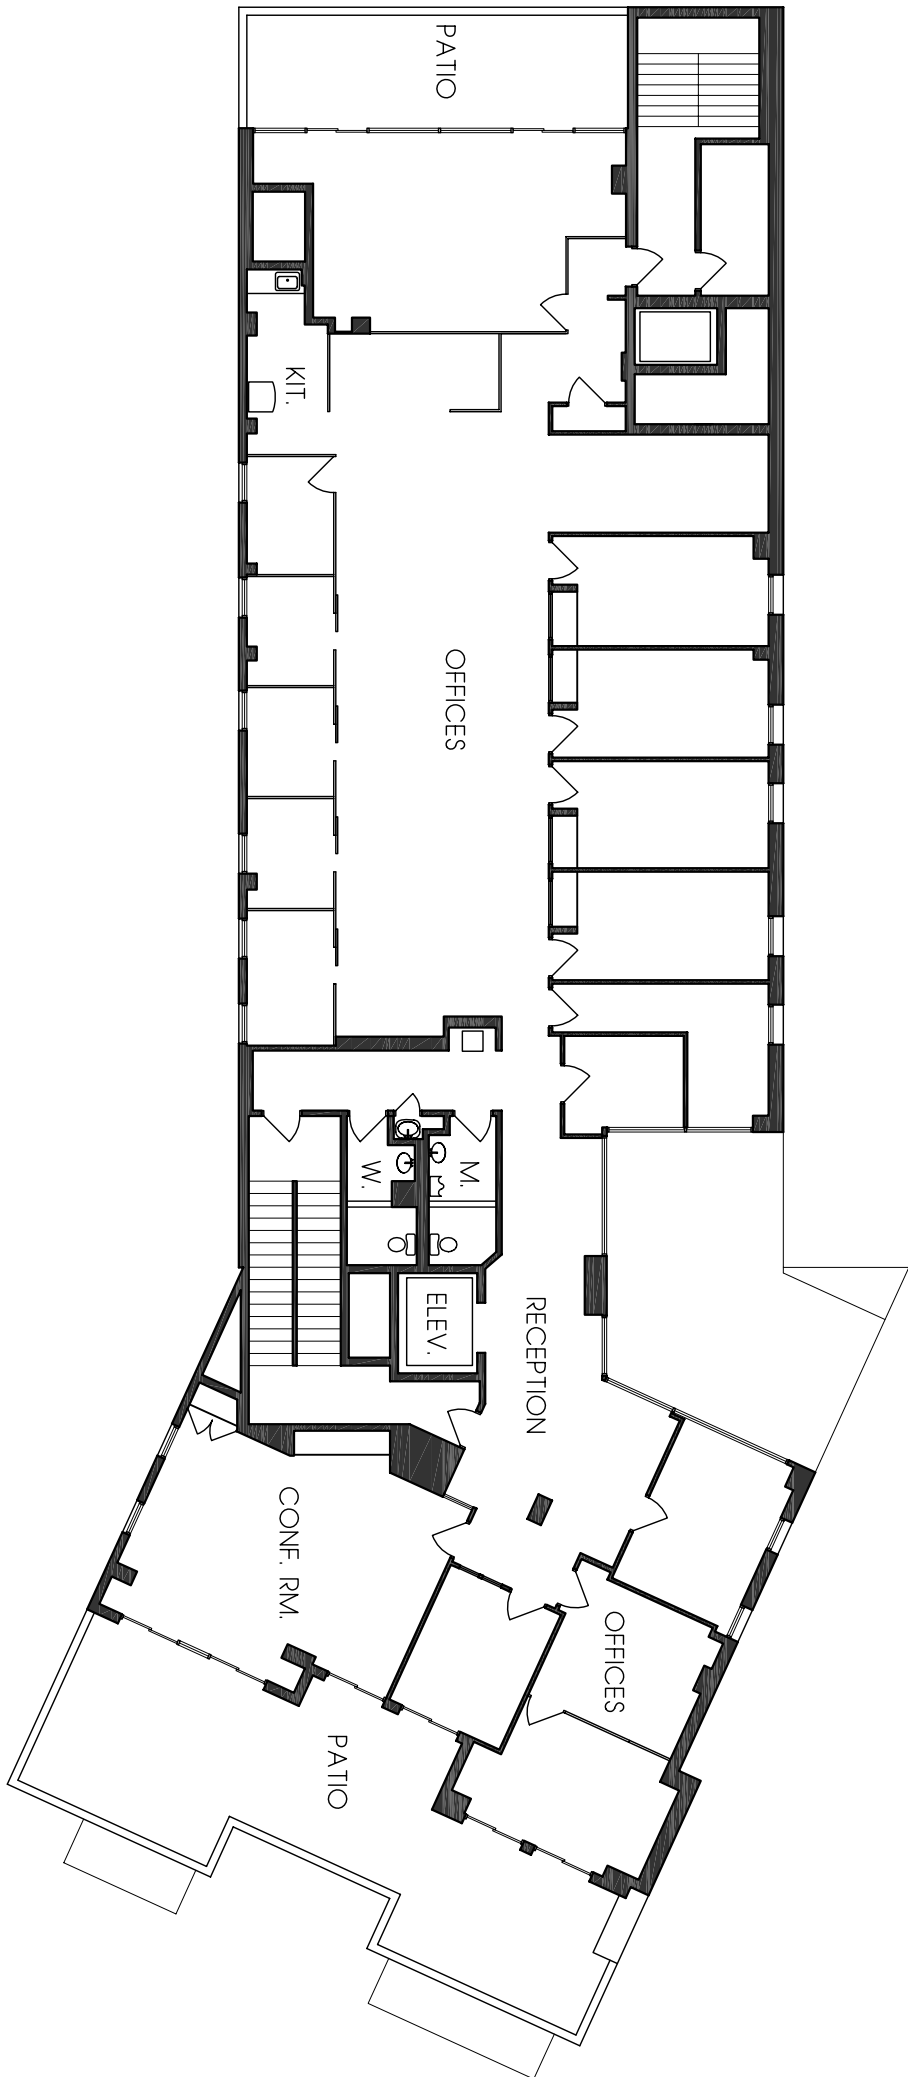 PATIO
KIT.
OFFICES
W.
M.
ELEV.
RECEPTION
CONF. RM.
OFFICES
PATIO